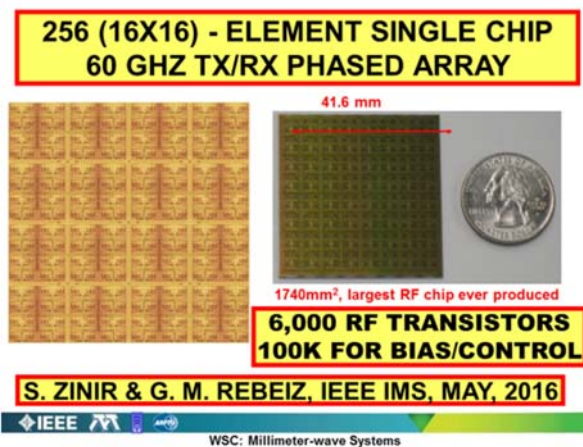 256 (16X16) - ELEMENT SINGLE CHIP
60 GHZ TX/RX PHASED ARRAY
41.6 mm
1740mm², largest RF chip ever produced
6,000 RF TRANSISTORS
100K FOR BIAS/CONTROL
S. ZINIR & G. M. REBEIZ, IEEE IMS, MAY, 2016
IEEE
WSC: Millimeter-wave Systems